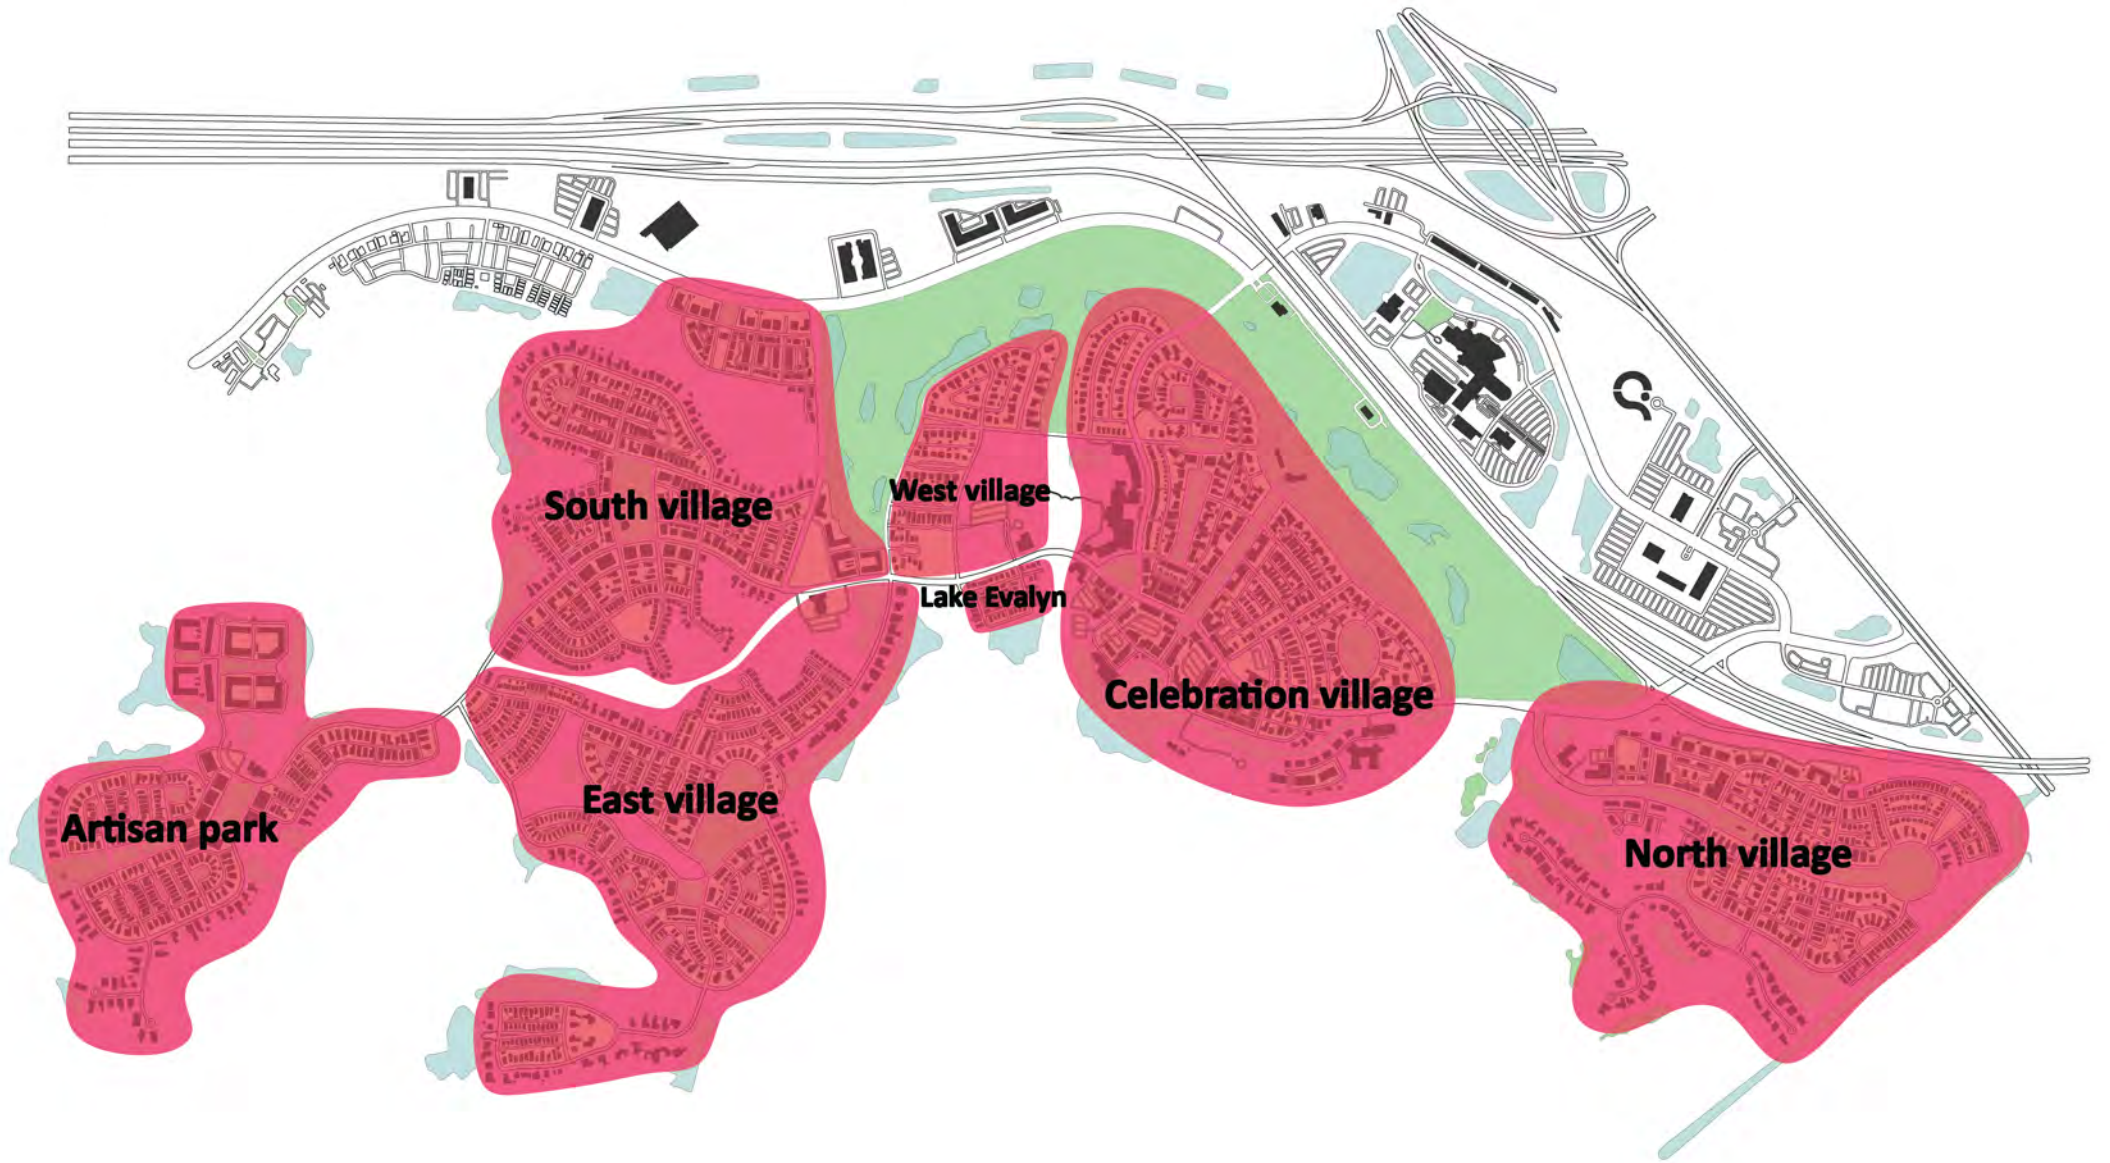 West village
South village
Lake Evalyn
Celebration village
East village
Artisan park
North village